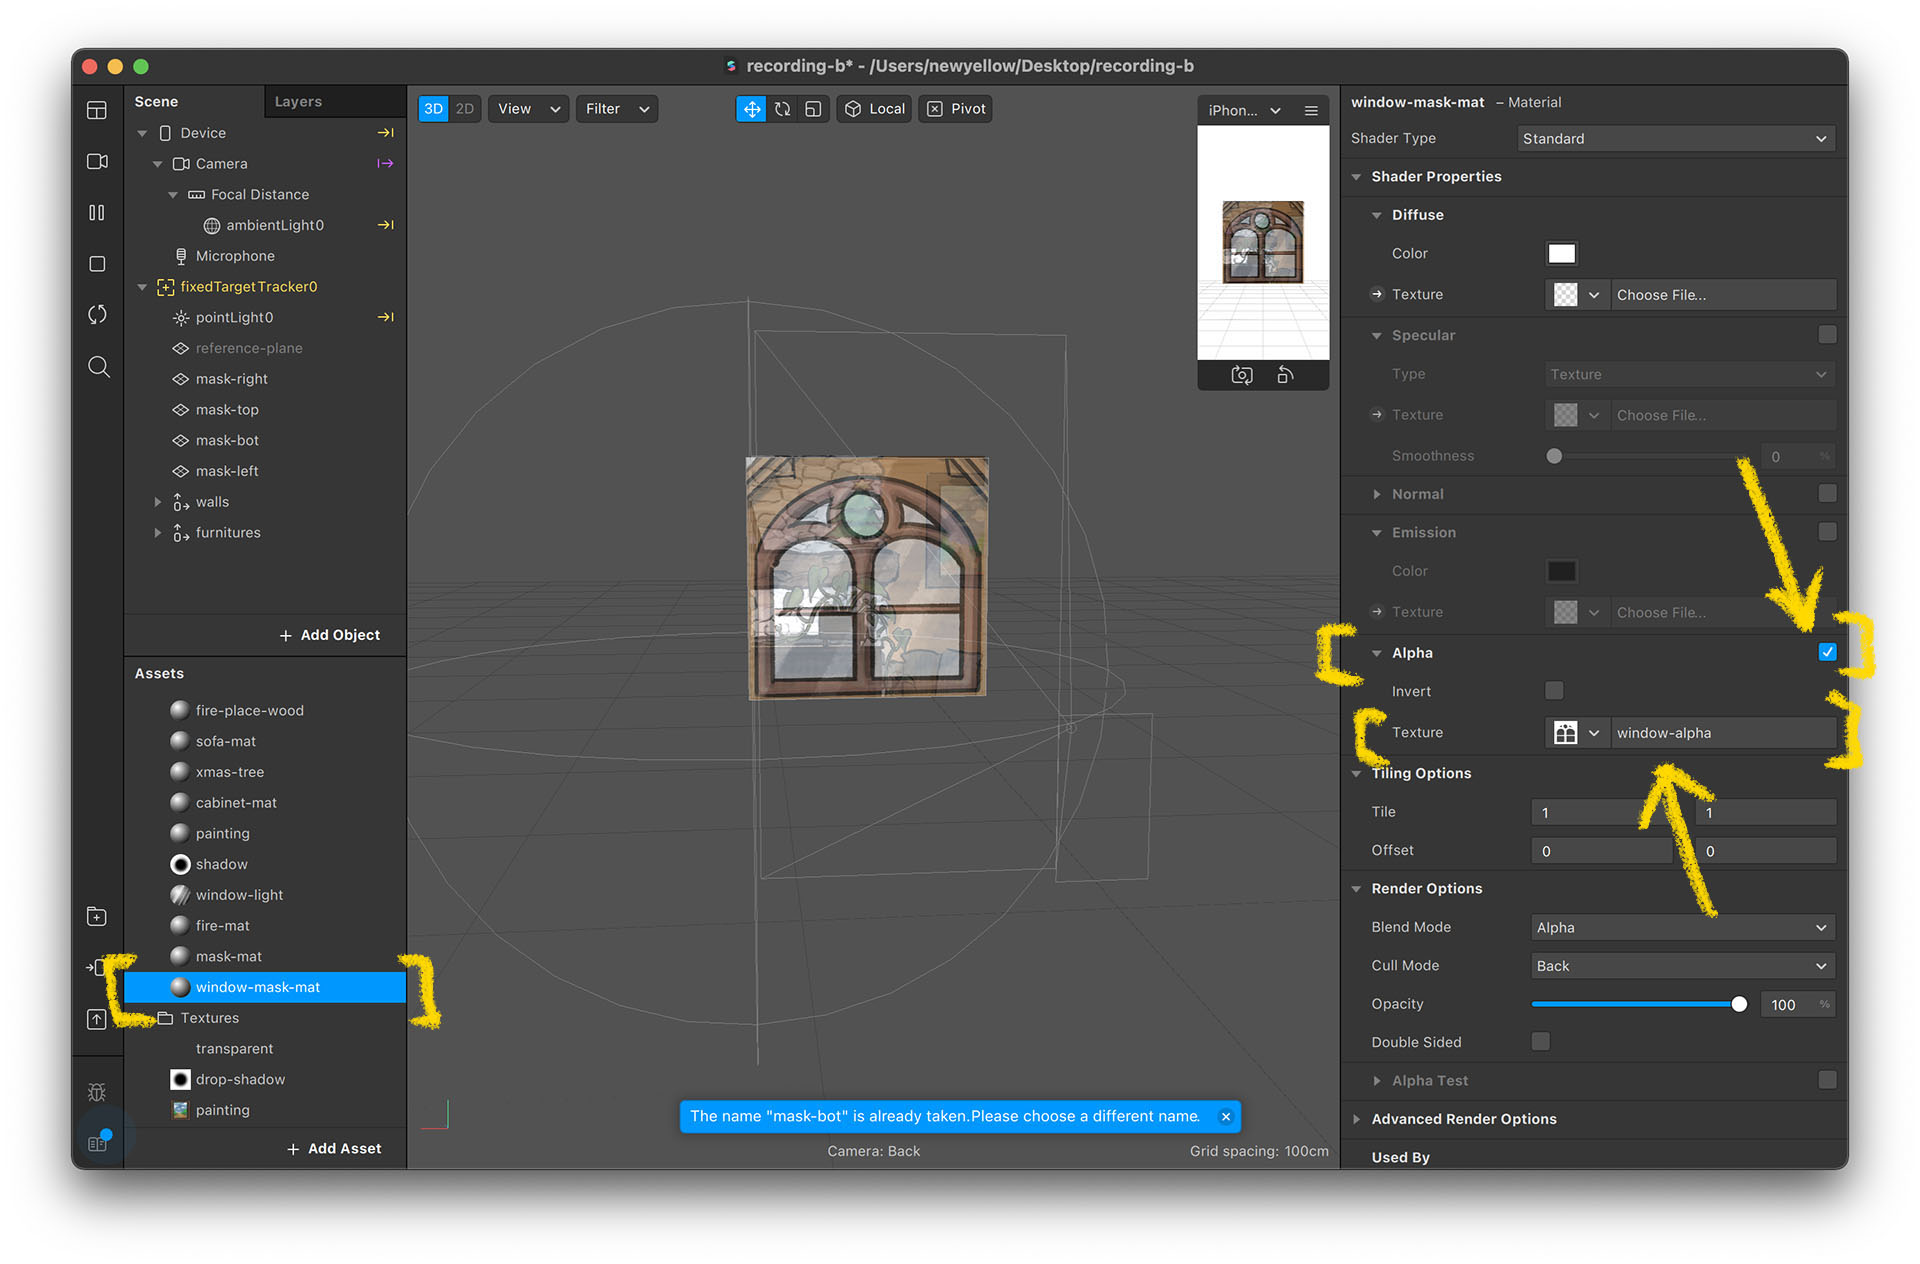 recording-b* - /Users/newyellow/Desktop/recording-b
Scene
Layers
Device
Camera
Focal Distance
ambientLight0
Microphone
fixedTargetTracker0
pointLight0
reference-plane
mask-right
mask-top
mask-bot
mask-left
walls
furnitures
+ Add Object
Assets
fire-place-wood
sofa-mat
xmas-tree
cabinet-mat
painting
shadow
window-light
fire-mat
mask-mat
window-mask-mat
Textures
transparent
drop-shadow
painting
+ Add Asset
3D 2D View Filter Local Pivot
iPhon...
The name "mask-bot" is already taken.Please choose a different name.
Camera: Back
Grid spacing: 100cm
window-mask-mat – Material
Shader Type Standard
Shader Properties
Diffuse
Color
Texture Choose File...
Specular
Type Texture
Texture Choose File...
Smoothness 0 %
Normal
Emission
Color
Texture Choose File...
Alpha
Invert
Texture window-alpha
Tiling Options
Tile 1 1
Offset 0 0
Render Options
Blend Mode Alpha
Cull Mode Back
Opacity 100 %
Double Sided
Alpha Test
Advanced Render Options
Used By